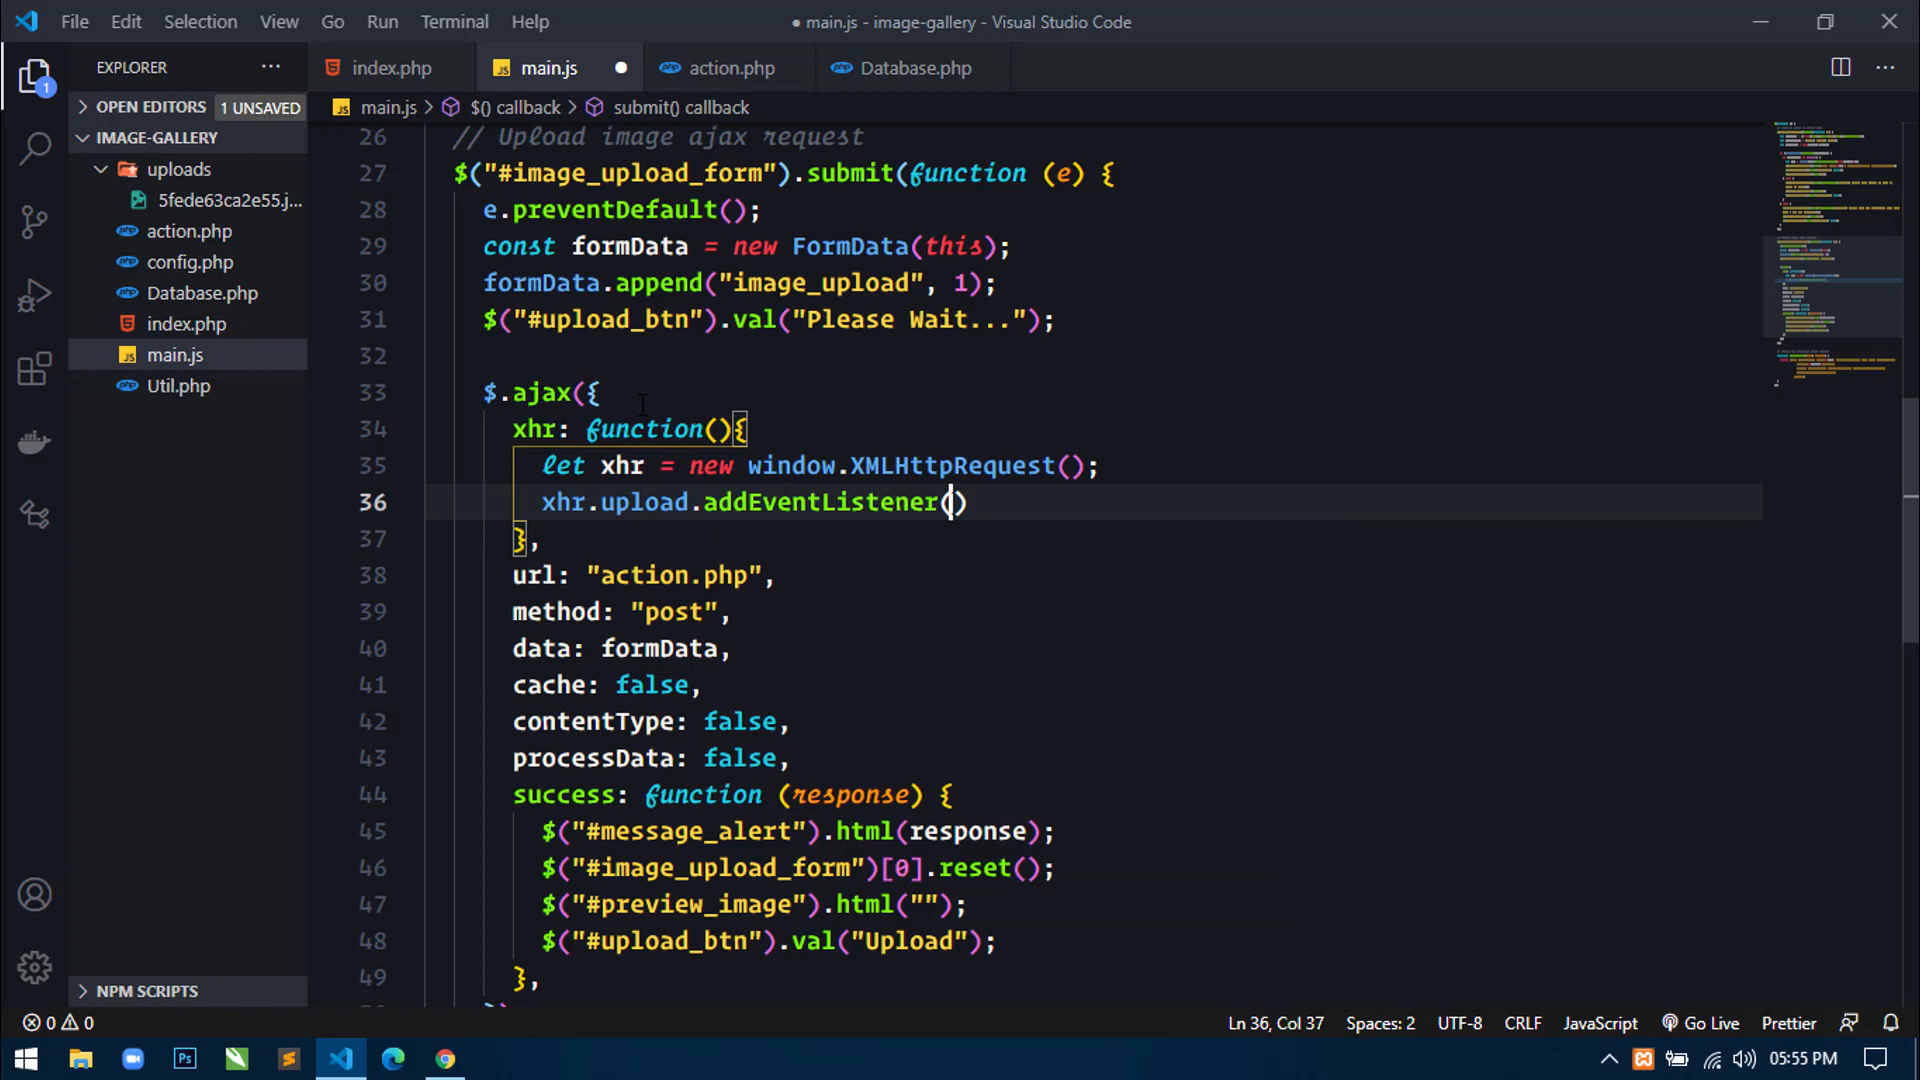 File Edit Selection View Go Run Terminal Help
● main.js - image-gallery - Visual Studio Code
EXPLORER
index.php
JS main.js
action.php
Database.php
1
OPEN EDITORS 1 UNSAVED
JS main.js > $() callback > submit() callback
IMAGE-GALLERY
uploads
5fede63ca2e55.j...
action.php
config.php
Database.php
index.php
JS main.js
Util.php
NPM SCRIPTS
26 // Upload image ajax request
27 $("#image_upload_form").submit(function (e) {
28 e.preventDefault();
29 const formData = new FormData(this);
30 formData.append("image_upload", 1);
31 $("#upload_btn").val("Please Wait...");
32
33 $.ajax({
34 xhr: function(){
35 let xhr = new window.XMLHttpRequest();
36 xhr.upload.addEventListener()
37 },
38 url: "action.php",
39 method: "post",
40 data: formData,
41 cache: false,
42 contentType: false,
43 processData: false,
44 success: function (response) {
45 $("#message_alert").html(response);
46 $("#image_upload_form")[0].reset();
47 $("#preview_image").html("");
48 $("#upload_btn").val("Upload");
49 },
0 0
Ln 36, Col 37 Spaces: 2 UTF-8 CRLF JavaScript Go Live Prettier
Ps
05:55 PM